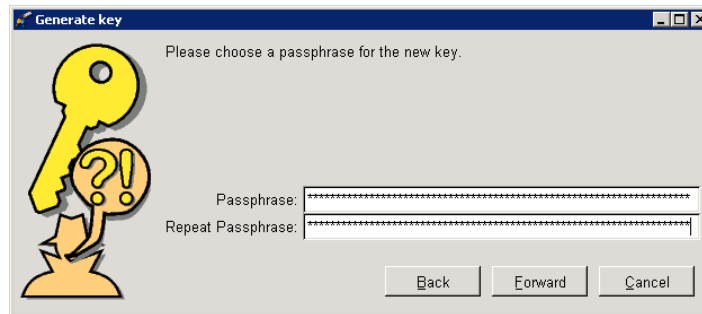 Generate key
Please choose a passphrase for the new key.
?!
Passphrase: **********************************************************************
Repeat Passphrase: **********************************************************************
Back Forward Cancel